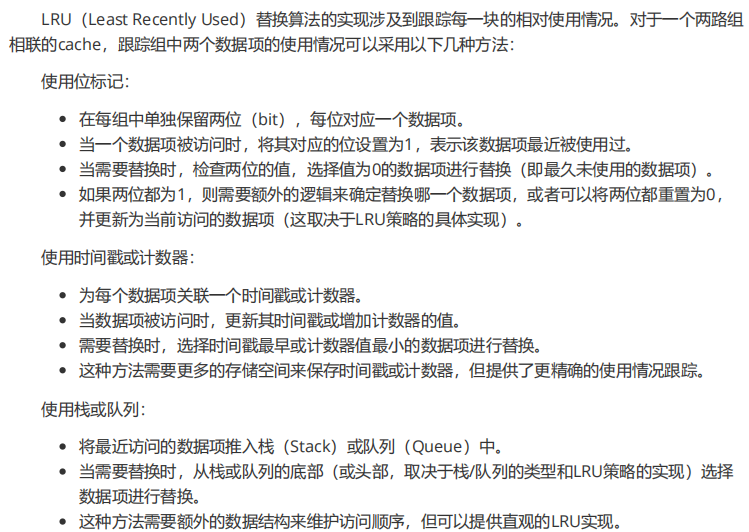 LRU（Least Recently Used）替换算法的实现涉及到跟踪每一块的相对使用情况。对于一个两路组
相联的cache，跟踪组中两个数据项的使用情况可以采用以下几种方法：
使用位标记：
• 在每组中单独保留两位（bit），每位对应一个数据项。
• 当一个数据项被访问时，将其对应的位设置为1，表示该数据项最近被使用过。
• 当需要替换时，检查两位的值，选择值为0的数据项进行替换（即最久未使用的数据项）。
• 如果两位都为1，则需要额外的逻辑来确定替换哪一个数据项，或者可以将两位都重置为0，
并更新为当前访问的数据项（这取决于LRU策略的具体实现）。
使用时间戳或计数器：
• 为每个数据项关联一个时间戳或计数器。
• 当数据项被访问时，更新其时间戳或增加计数器的值。
• 需要替换时，选择时间戳最早或计数器值最小的数据项进行替换。
• 这种方法需要更多的存储空间来保存时间戳或计数器，但提供了更精确的使用情况跟踪。
使用栈或队列：
• 将最近访问的数据项推入栈（Stack）或队列（Queue）中。
• 当需要替换时，从栈或队列的底部（或头部，取决于栈/队列的类型和LRU策略的实现）选择
数据项进行替换。
• 这种方法需要额外的数据结构来维护访问顺序，但可以提供直观的LRU实现。